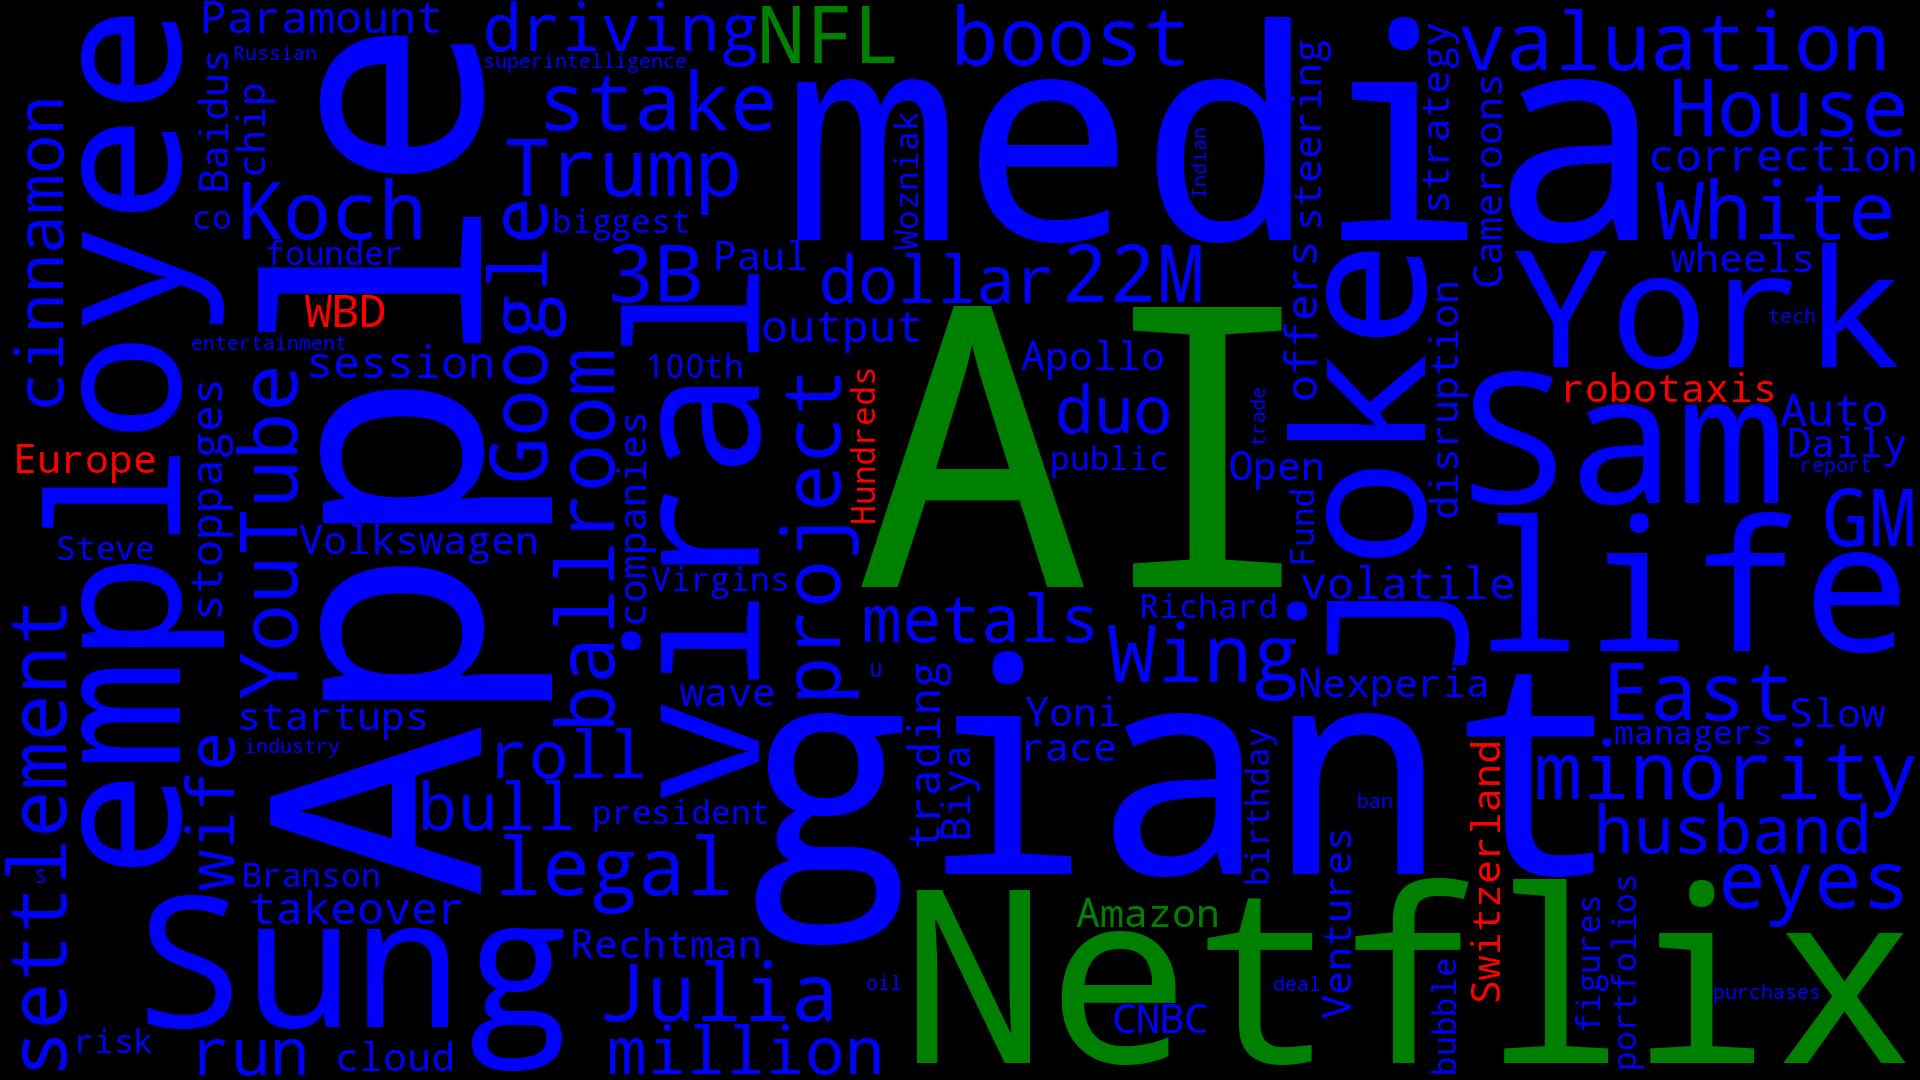 Paramount
driving
NFL
boost
valuation
Russian
superintelligence
employee
Apple
media
cinnamon
Baidus
chip
stake
Wozniak
Indian
steering
strategy
Cameroons
House
correction
Trump
co
Koch
biggest
White
founder
Google
3B
Paul
dollar
22M
offers
joke
York
wheels
WBD
output
tech
entertainment
session
100th
Apollo
AI
viral
ballroom
YouTube
stoppages
project
Hundreds
duo
trade
disruption
Sam
robotaxis
Auto
Daily
report
Europe
companies
public
Open
Fund
GM
Steve
Volkswagen
Virgins
volatile
life
settlement
metals
Richard
Wing
U
wave
trading
Yoni
Nexperia
East
Slow
startups
industry
wife
roll
giant
Biya
race
birthday
managers
Switzerland
minority
bull
president
ban
husband
legal
Ventures
s
Branson
takeover
eyes
Sung
Rechtman
Amazon
Netflix
figures
portfolios
Julia
oil
deal
purchases
CNBC
bubble
risk
run
cloud
million